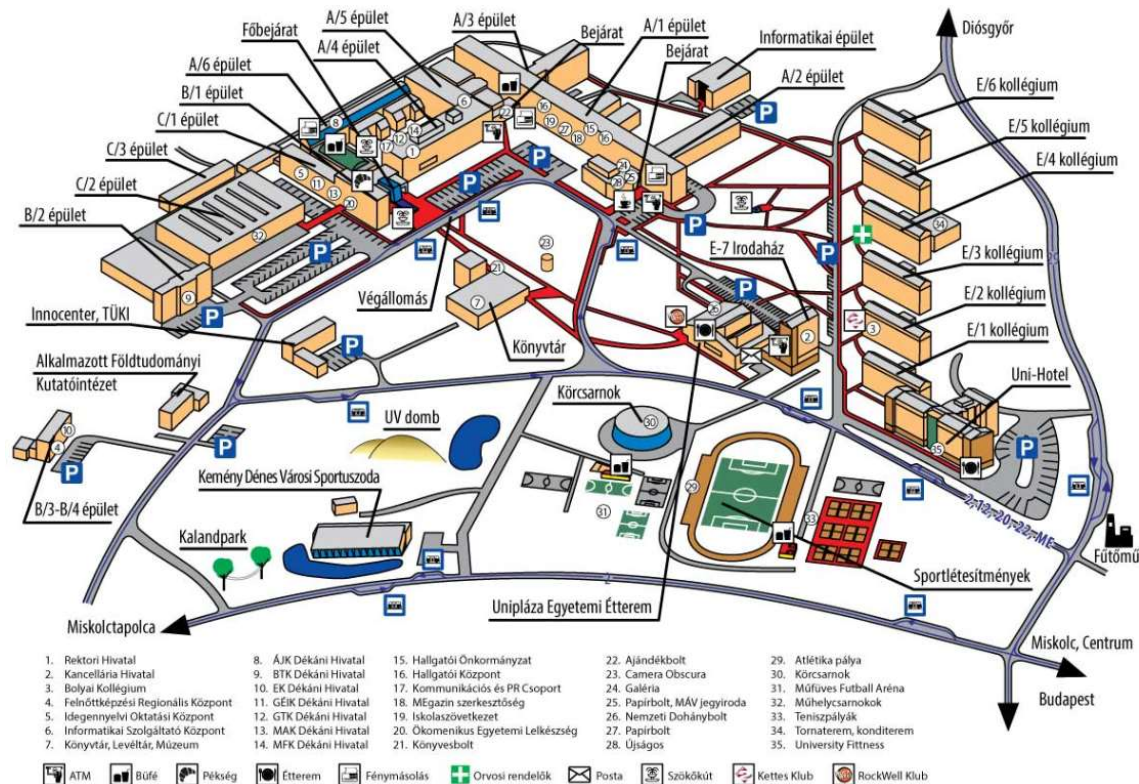 Diósgyőr
A/5 épület
A/3 épület
A/1 épület
Főbejárat
Bejárat
Informatikai épület
A/4 épület
Bejárat
E/6 kollégium
A/6 épület
A/2 épület
B/1 épület
E/5 kollégium
C/1 épület
E/4 kollégium
C/3 épület
C/2 épület
B/2 épület
E-7 Irodaház
E/3 kollégium
Végállomás
E/2 kollégium
Innocenter, TÜKI
Könyvtár
E/1 kollégium
Alkalmazott Földtudományi
Kutatóintézet
Uni-Hotel
Körcsarnok
UV domb
Kemény Dénes Városi Sportuszoda
B/3-B/4 épület
2, 12, 20, 22, ME
Kalandpark
Fűtőmű
Sportlétesítmények
Unipláza Egyetemi Étterem
2
Miskolctapolca
Miskolc, Centrum
Budapest
1. Rektori Hivatal
2. Kancellária Hivatal
3. Bolyai Kollégium
4. Felnőttképzési Regionális Központ
5. Idegennyelvi Oktatási Központ
6. Informatikai Szolgáltató Központ
7. Könyvtár, Levéltár, Múzeum
8. ÁJK Dékáni Hivatal
9. BTK Dékáni Hivatal
10. EK Dékáni Hivatal
11. GÉIK Dékáni Hivatal
12. GTK Dékáni Hivatal
13. MAK Dékáni Hivatal
14. MFK Dékáni Hivatal
15. Hallgatói Önkormányzat
16. Hallgatói Központ
17. Kommunikációs és PR Csoport
18. MEgazin szerkesztőség
19. Iskolaszövetkezet
20. Ökomenikus Egyetemi Lelkészség
21. Könyvesbolt
22. Ajándékbolt
23. Camera Obscura
24. Galéria
25. Papírbolt, MÁV jegyiroda
26. Nemzeti Dohánybolt
27. Papírbolt
28. Újságos
29. Atlétika pálya
30. Körcsarnok
31. Műfüves Futball Aréna
32. Műhelycsarnokok
33. Teniszpályák
34. Tornaterem, konditerem
35. University Fittness
ATM
Büfé
Pékség
Étterem
Fénymásolás
Orvosi rendelők
Posta
Szökőkút
Kettes Klub
RockWell Klub